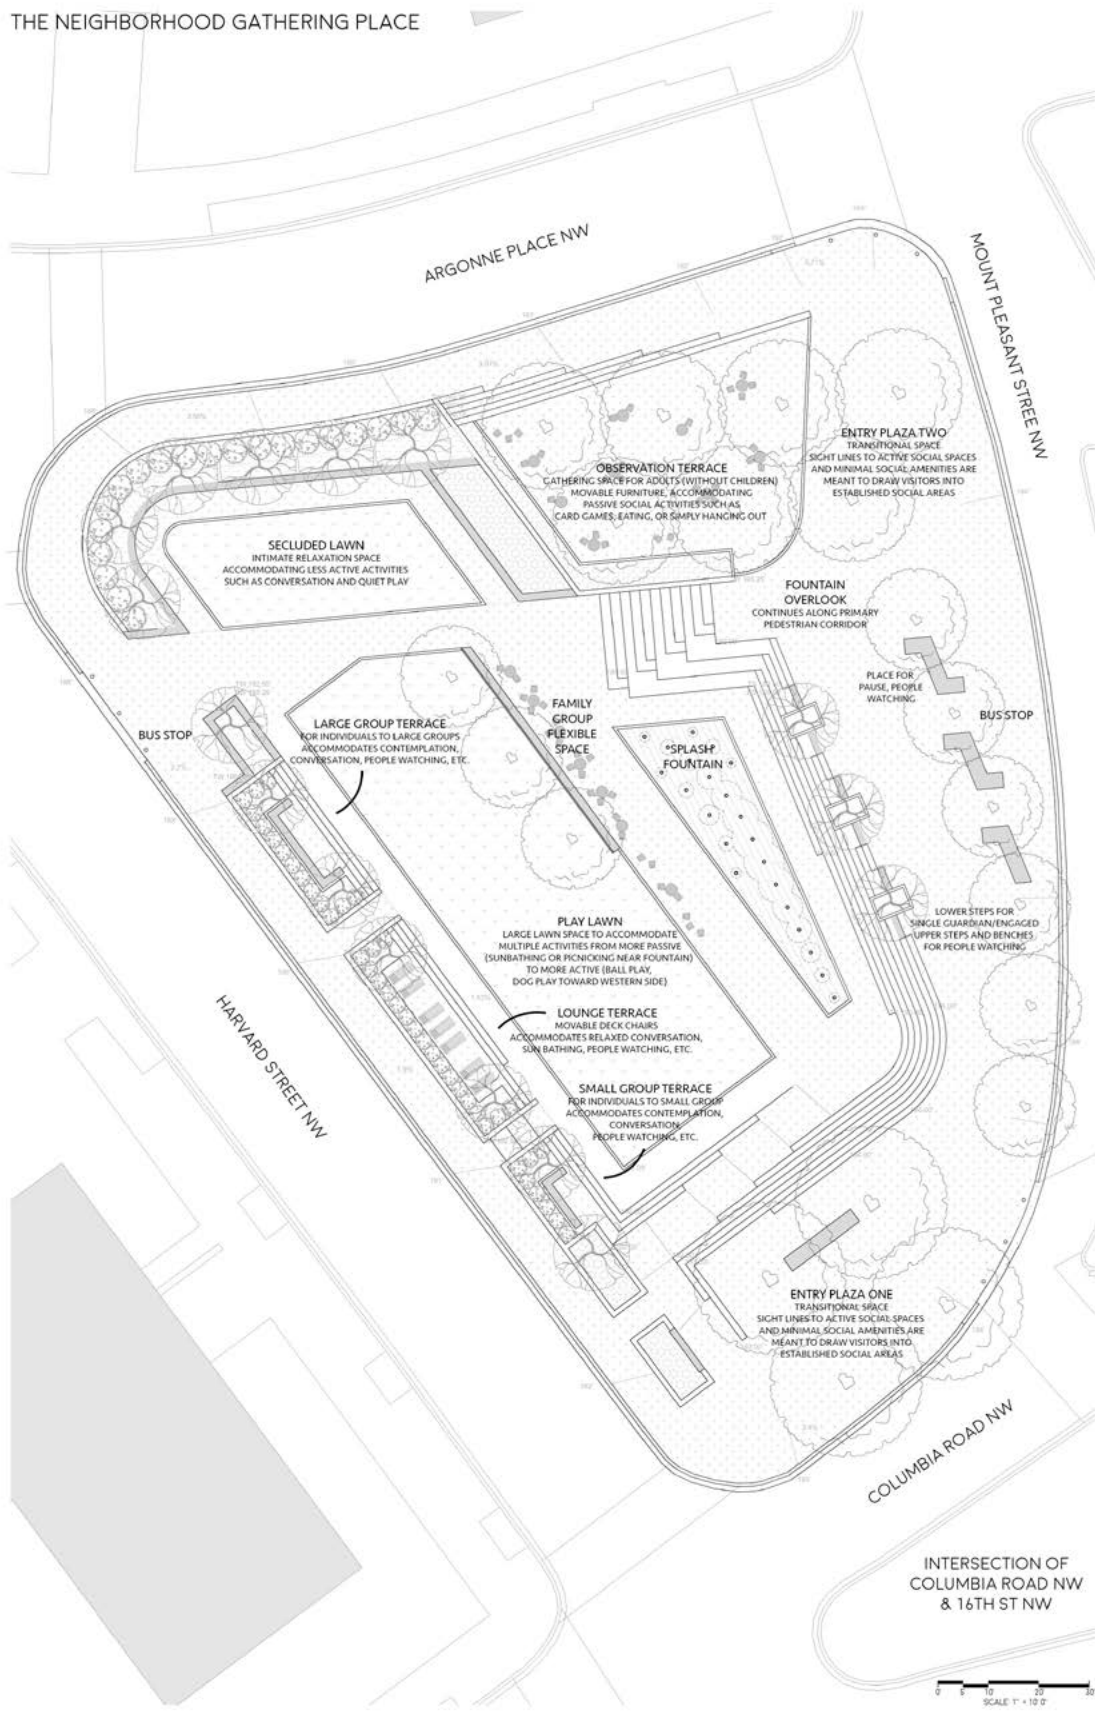 THE NEIGHBORHOOD GATHERING PLACE
ARGONNE PLACE NW
MOUNT PLEASANT STREE NW
ENTRY PLAZA TWO
TRANSITIONAL SPACE
SIGHT LINES TO ACTIVE SOCIAL SPACES
AND MINIMAL SOCIAL AMENITIES ARE
MEANT TO DRAW VISITORS INTO
ESTABLISHED SOCIAL AREAS
OBSERVATION TERRACE
GATHERING SPACE FOR ADULTS (WITHOUT CHILDREN)
MOVABLE FURNITURE, ACCOMMODATING
PASSIVE SOCIAL ACTIVITIES SUCH AS
CARD GAMES, EATING, OR SIMPLY HANGING OUT
SECLUDED LAWN
INTIMATE RELAXATION SPACE
ACCOMMODATING LESS ACTIVE ACTIVITIES
SUCH AS CONVERSATION AND QUIET PLAY
FOUNTAIN
OVERLOOK
CONTINUES ALONG PRIMARY
PEDESTRIAN CORRIDOR
PLACE FOR
PAUSE, PEOPLE
WATCHING
BUS STOP
BUS STOP
LARGE GROUP TERRACE
FOR INDIVIDUALS TO LARGE GROUPS
ACCOMMODATES CONTEMPLATION,
CONVERSATION, PEOPLE WATCHING, ETC.
FAMILY
GROUP
FLEXIBLE
SPACE
SPLASH
FOUNTAIN
LOWER STEPS FOR
SINGLE GUARDIAN/ENGAGED
UPPER STEPS AND BENCHES
FOR PEOPLE WATCHING
PLAY LAWN
LARGE LAWN SPACE TO ACCOMMODATE
MULTIPLE ACTIVITIES FROM MORE PASSIVE
(SUNBATHING OR PICNICKING NEAR FOUNTAIN)
TO MORE ACTIVE (BALL PLAY,
DOG PLAY TOWARD WESTERN SIDE)
LOUNGE TERRACE
MOVABLE DECK CHAIRS
ACCOMMODATES RELAXED CONVERSATION,
SUN BATHING, PEOPLE WATCHING, ETC.
SMALL GROUP TERRACE
FOR INDIVIDUALS TO SMALL GROUP
ACCOMMODATES CONTEMPLATION,
CONVERSATION,
PEOPLE WATCHING, ETC.
HARVARD STREET NW
ENTRY PLAZA ONE
TRANSITIONAL SPACE
SIGHT LINES TO ACTIVE SOCIAL SPACES
AND MINIMAL SOCIAL AMENITIES ARE
MEANT TO DRAW VISITORS INTO
ESTABLISHED SOCIAL AREAS
COLUMBIA ROAD NW
INTERSECTION OF
COLUMBIA ROAD NW
& 16TH ST NW
0 5 10 20 30
SCALE: 1" = 10'0"